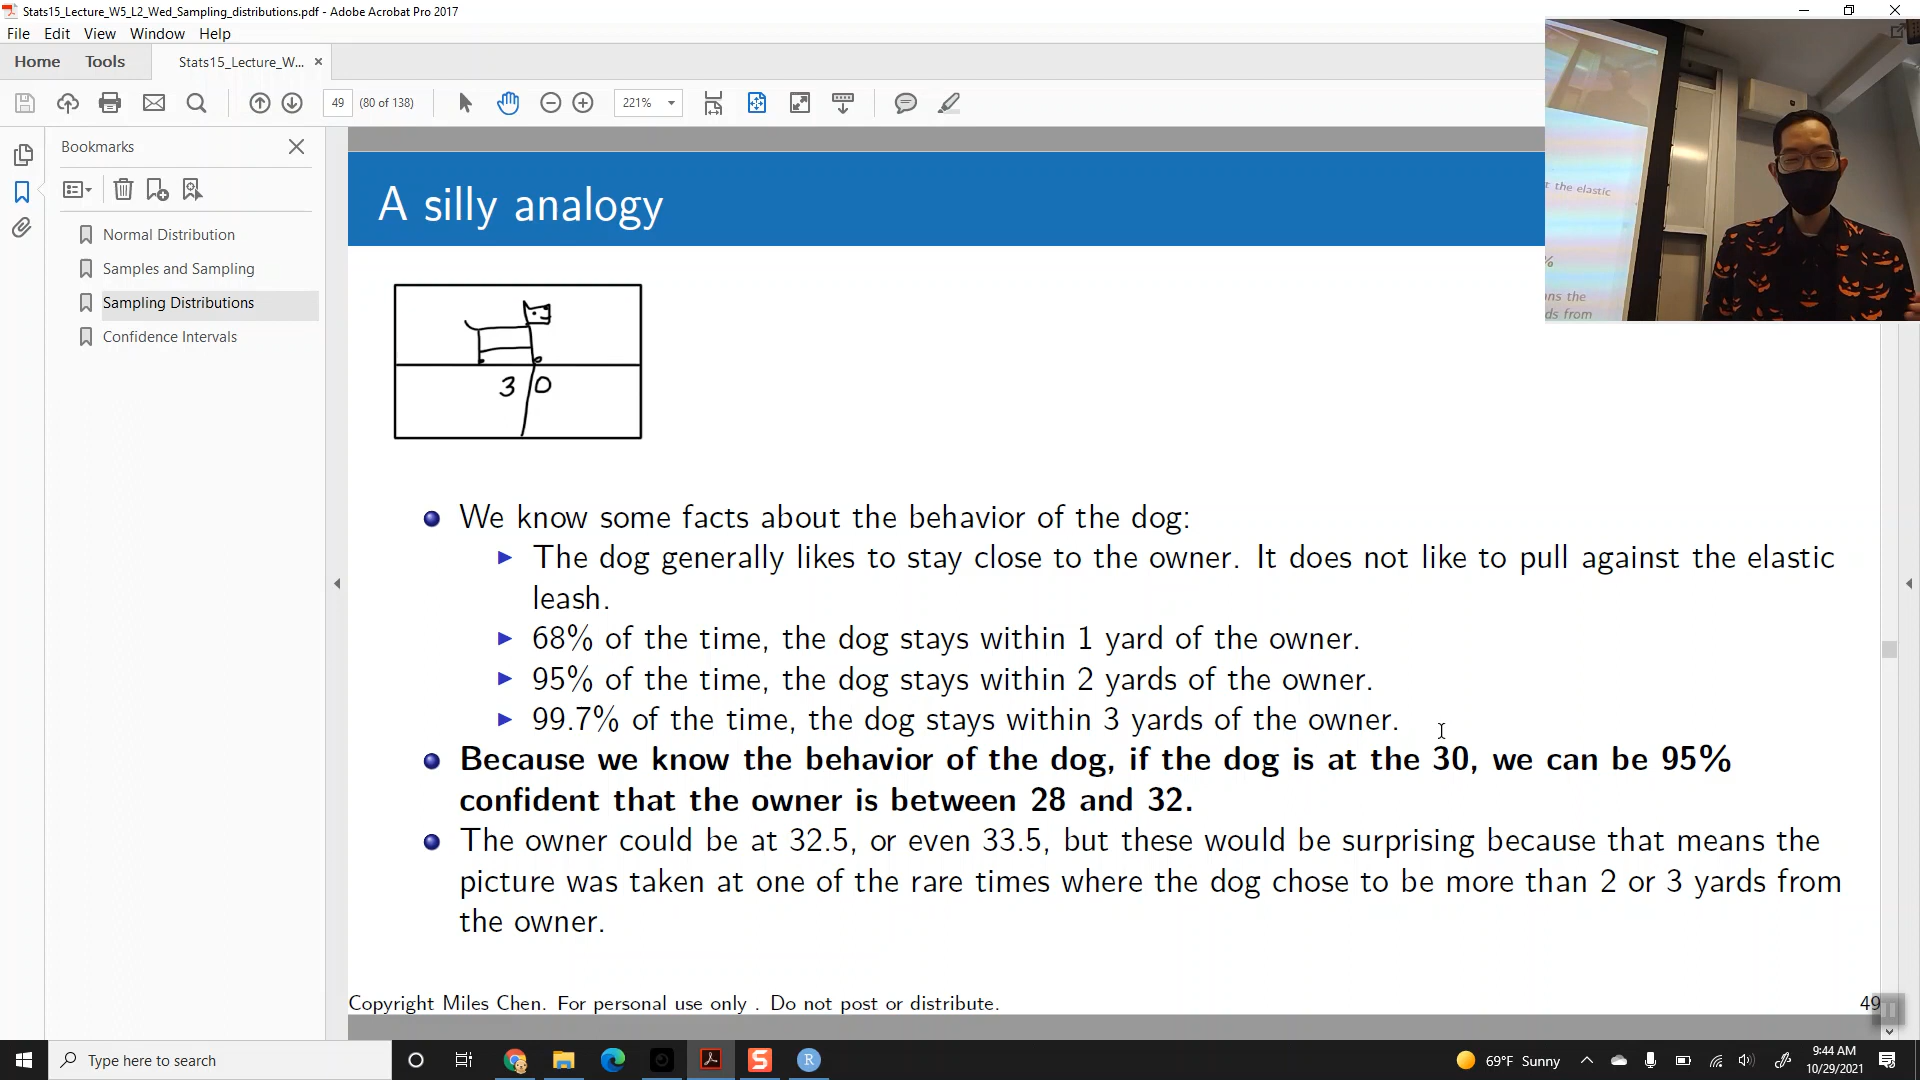 Stats15_Lecture_W5_L2_Wed_Sampling_distributions.pdf - Adobe Acrobat Pro 2017
File Edit View Window Help
Home Tools Stats15_Lecture_W... ×
49 (80 of 138) 221%
Bookmarks
Normal Distribution
Samples and Sampling
Sampling Distributions
Confidence Intervals
A silly analogy
3 0
t the elastic
%
ns the
ds from
We know some facts about the behavior of the dog:
The dog generally likes to stay close to the owner. It does not like to pull against the elastic
leash.
68% of the time, the dog stays within 1 yard of the owner.
95% of the time, the dog stays within 2 yards of the owner.
99.7% of the time, the dog stays within 3 yards of the owner.
Because we know the behavior of the dog, if the dog is at the 30, we can be 95%
confident that the owner is between 28 and 32.
The owner could be at 32.5, or even 33.5, but these would be surprising because that means the
picture was taken at one of the rare times where the dog chose to be more than 2 or 3 yards from
the owner.
Copyright Miles Chen. For personal use only . Do not post or distribute.
49
Type here to search
69°F Sunny
9:44 AM
10/29/2021